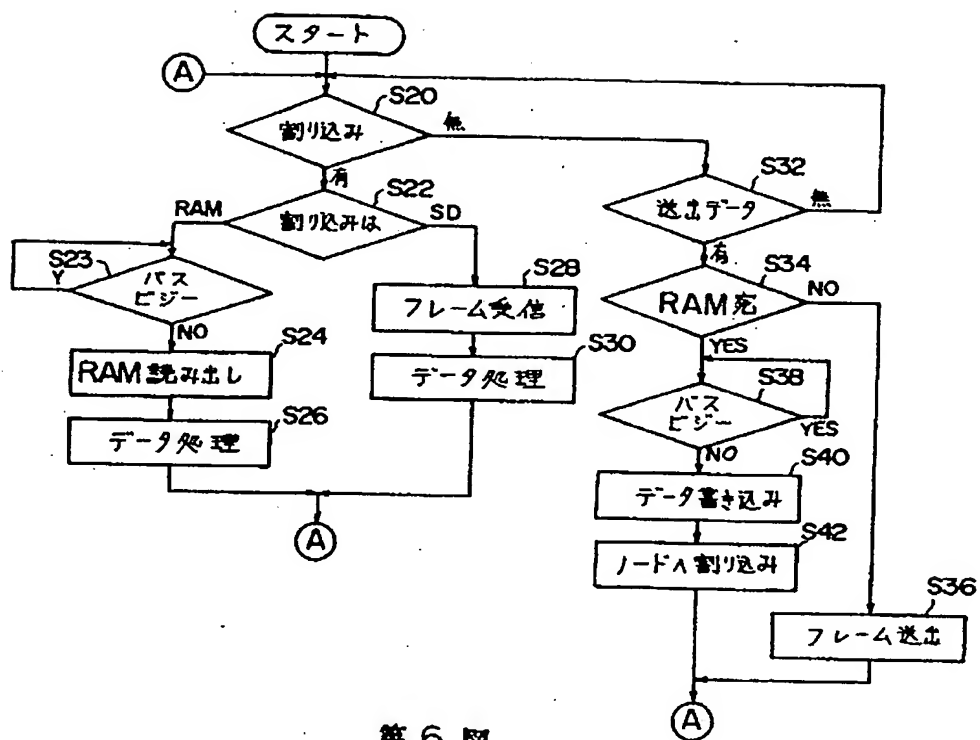 スタート
A
S20
割り込み
無
有
S22
割り込みは
RAM
SD
S23
Y
バス
ビジー
NO
S24
RAM読み出し
S26
データ処理
S28
フレーム受信
S30
データ処理
A
S32
送出データ
無
有
S34
RAM宛
NO
YES
S38
バス
ビジー
YES
NO
S40
データ書き込み
S42
ノードへ割り込み
S36
フレーム送出
A
第6図